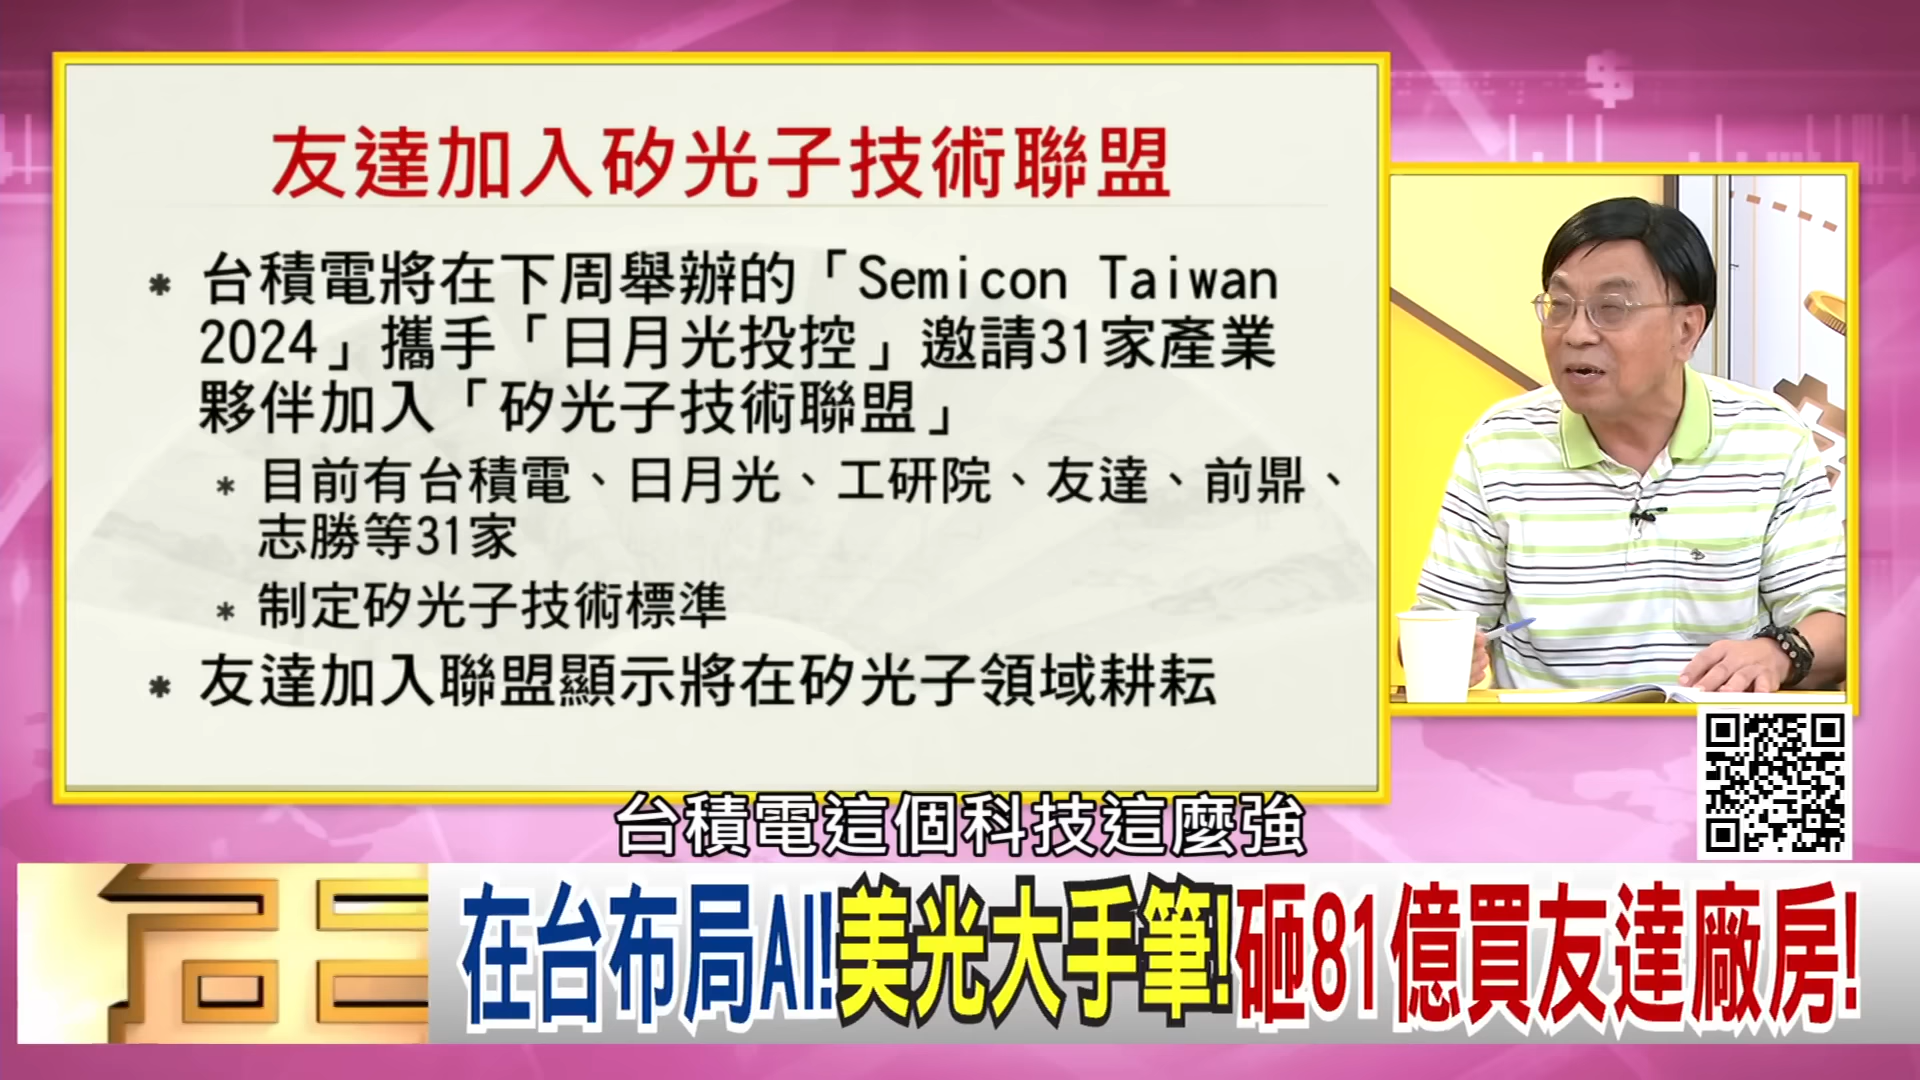 友達加入矽光子技術聯盟
* 台積電將在下周舉辦的「Semicon Taiwan
2024」攜手「日月光投控」邀請31家產業
夥伴加入「矽光子技術聯盟」
* 目前有台積電、日月光、工研院、友達、前鼎、
志勝等31家
* 制定矽光子技術標準
* 友達加入聯盟顯示將在矽光子領域耕耘
台積電這個科技這麼強
在台布局AI!美光大手筆!砸81億買友達廠房!